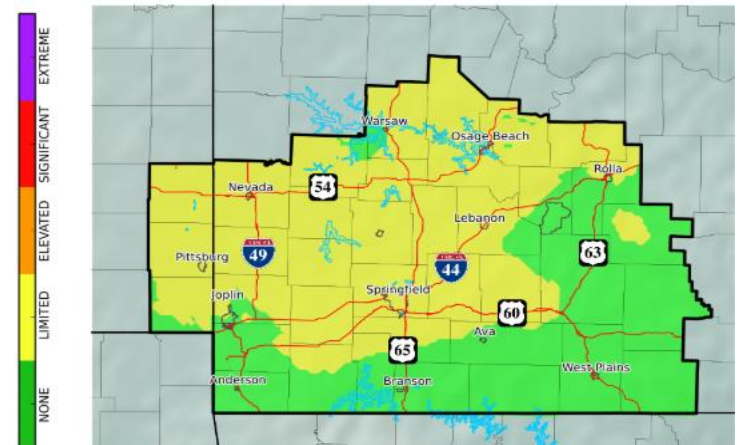 EXTREME
SIGNIFICANT
ELEVATED
LIMITED
NONE
Warsaw
Osage Beach
Rolla
Nevada
54
Lebanon
Pittsburg
49
44
63
Joplin
Springfield
60
65
Ava
Anderson
Branson
West Plains